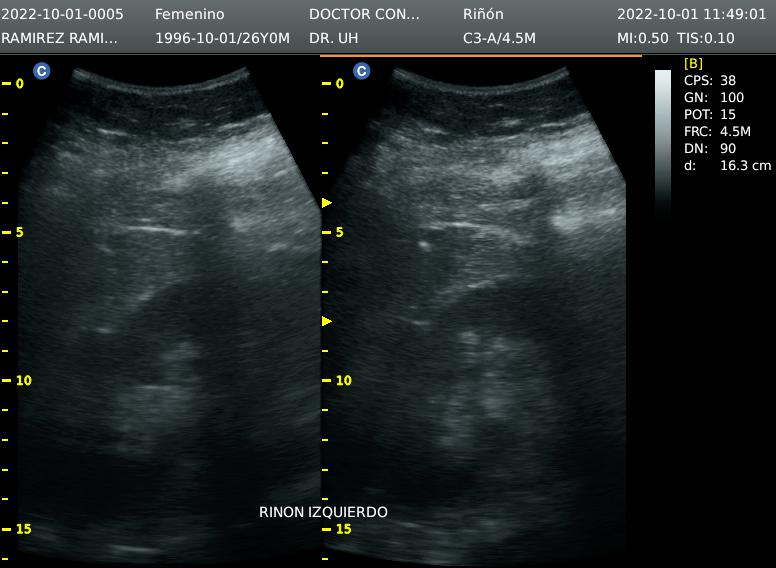 2022-10-01-0005 Femenino DOCTOR CON... Riñón 2022-10-01 11:49:01
RAMIREZ RAMI... 1996-10-01/26Y0M DR. UH C3-A/4.5M MI:0.50 TIS:0.10
C C
[B]
CPS: 38
GN: 100
POT: 15
FRC: 4.5M
DN: 90
d: 16.3 cm
0 0
5 5
10 10
RINON IZQUIERDO
15 15